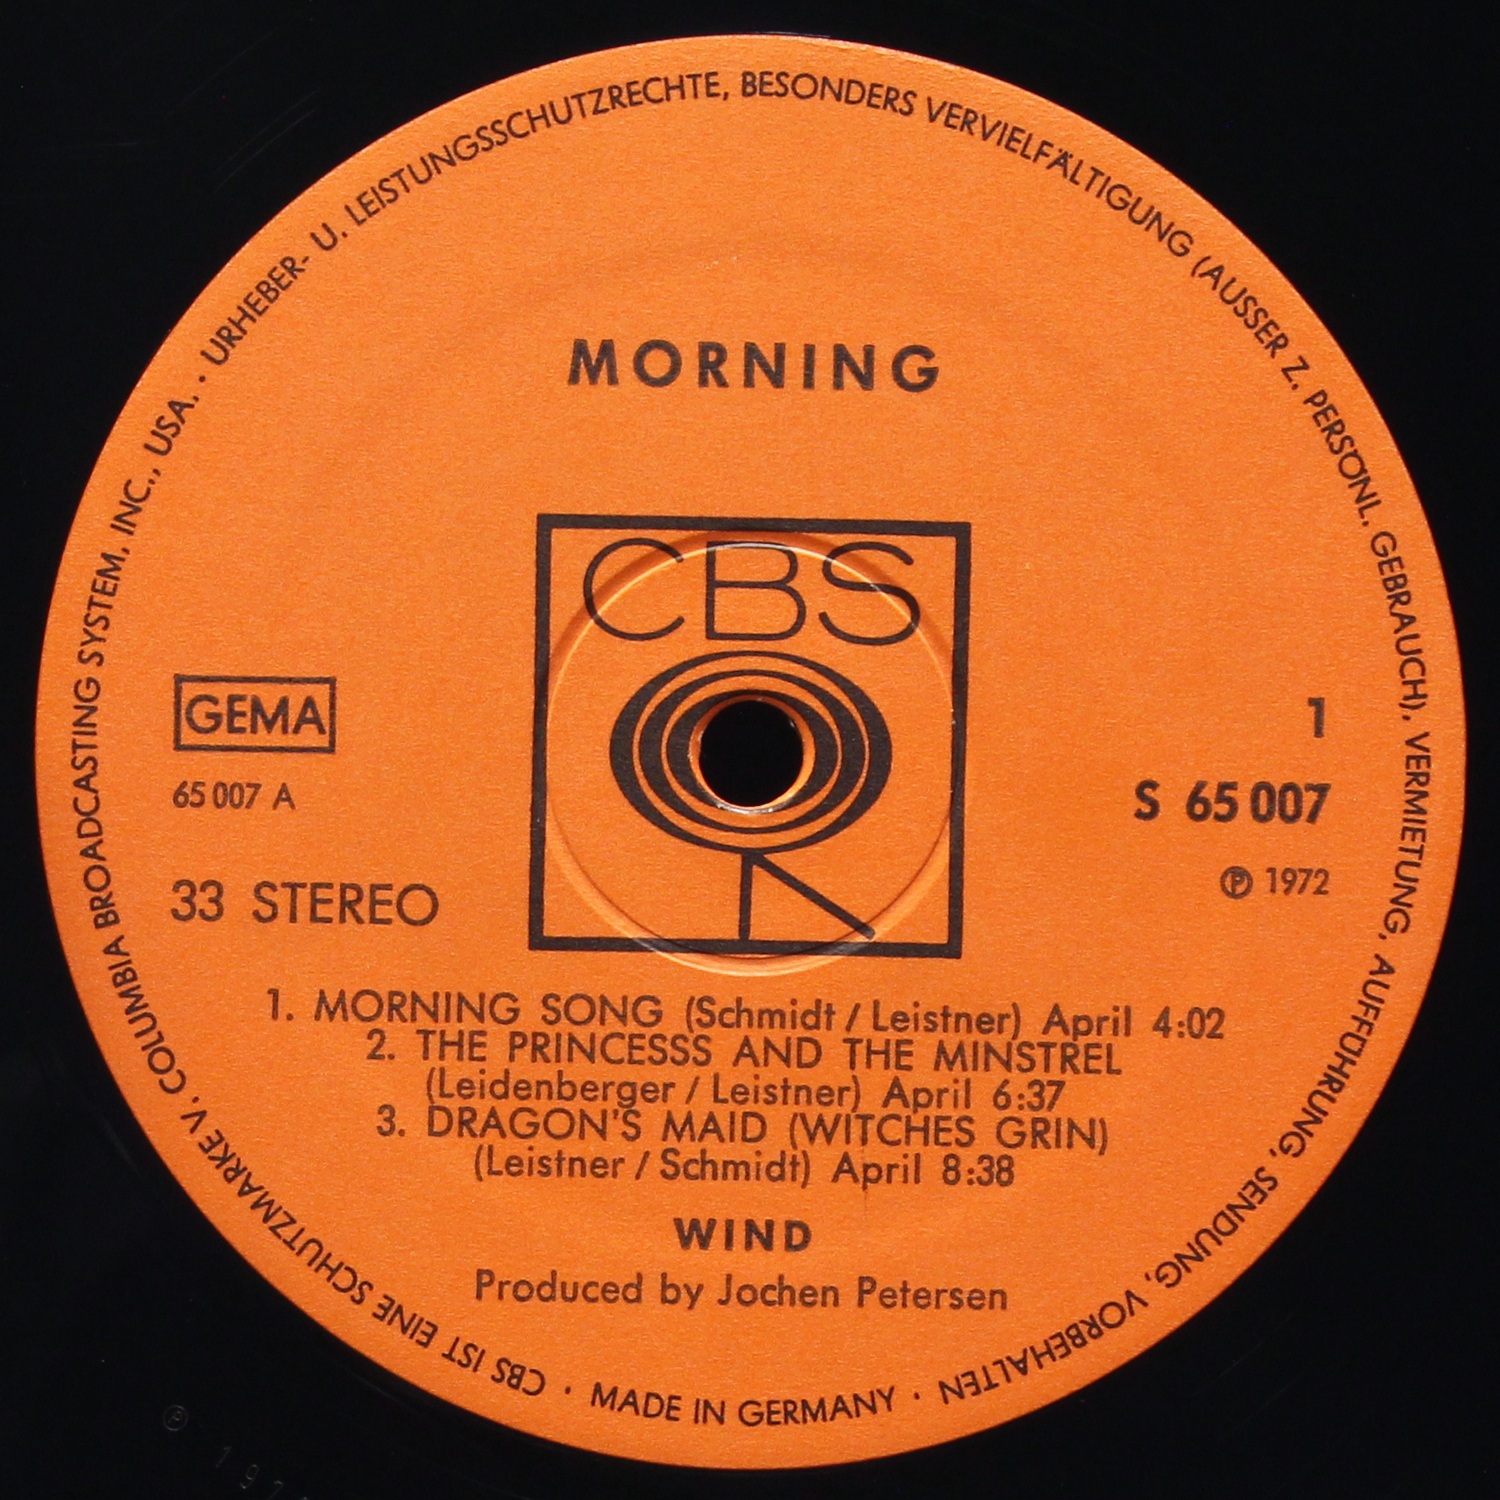 URHEBER- U. LEISTUNGSSCHUTZRECHTE, BESONDERS VERVIELFÄLTIGUNG (AUSSER Z. PERSÖNL. GEBRAUCH), VERMIETUNG, AUFFÜHRUNG, SENDUNG, VORBEHALTEN
MORNING
CBS
GEMA
65 007 A
33 STEREO
1
S 65 007
℗ 1972
1. MORNING SONG (Schmidt / Leistner) April 4:02
2. THE PRINCESSS AND THE MINSTREL
(Leidenberger / Leistner) April 6:37
3. DRAGON'S MAID (WITCHES GRIN)
(Leistner / Schmidt) April 8:38
WIND
Produced by Jochen Petersen
· MADE IN GERMANY ·
CBS IST EINE SCHUTZMARKE V. COLUMBIA BROADCASTING SYSTEM, INC., USA. ·
℗ 197